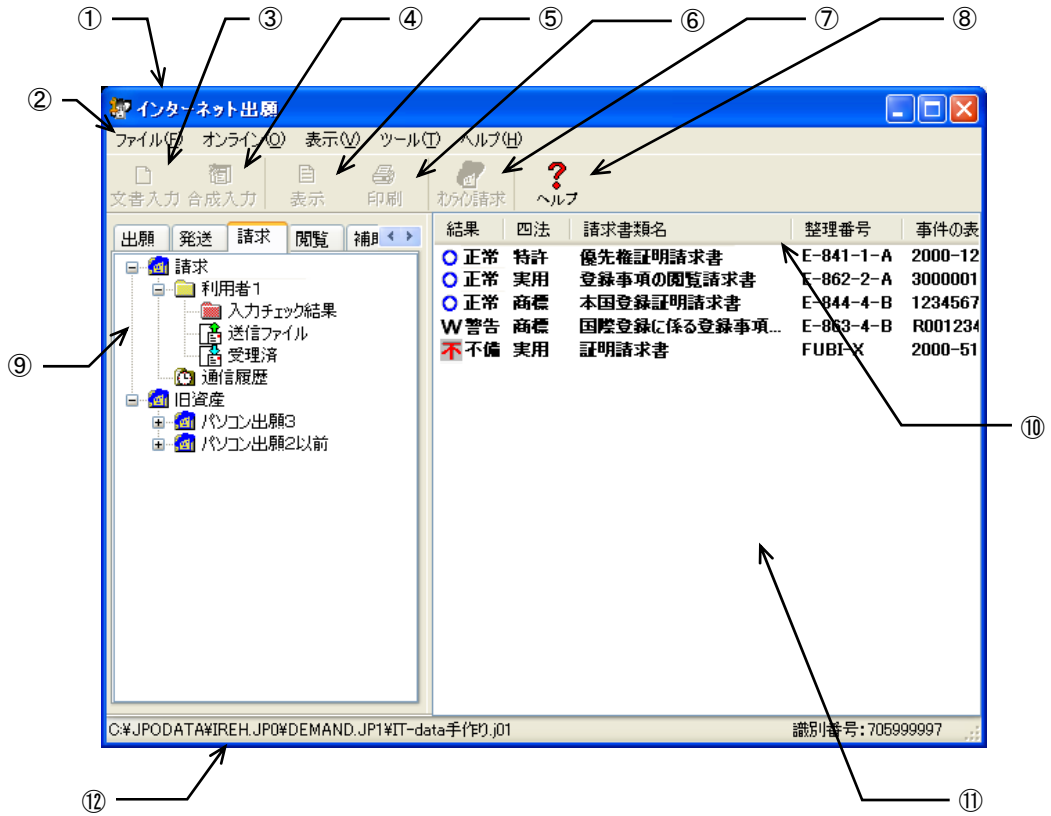 ① ③ ④ ⑤ ⑥ ⑦ ⑧
②
インターネット出願
ファイル(F) オンライン(O) 表示(V) ツール(T) ヘルプ(H)
文書入力 合成入力 表示 印刷 オンライン請求 ヘルプ
出願 発送 請求 閲覧 補
結果 四法 請求書類名 整理番号 事件の表
正常 特許 優先権証明請求書 E-841-1-A 2000-12
正常 実用 登録事項の閲覧請求書 E-862-2-A 3000001
正常 商標 本国登録証明請求書 E-844-4-B 1234567
W 警告 商標 国際登録に係る登録事項... E-863-4-B R001234
不 不備 実用 証明請求書 FUBI-X 2000-51
請求
利用者1
入力チェック結果
送信ファイル
受理済
通信履歴
旧資産
パソコン出願3
パソコン出願2以前
⑨
⑩
C:¥JPODATA¥IREH.JP0¥DEMAND.JP1¥IT-data手作り.j01 識別番号:705999997
⑫ ⑪